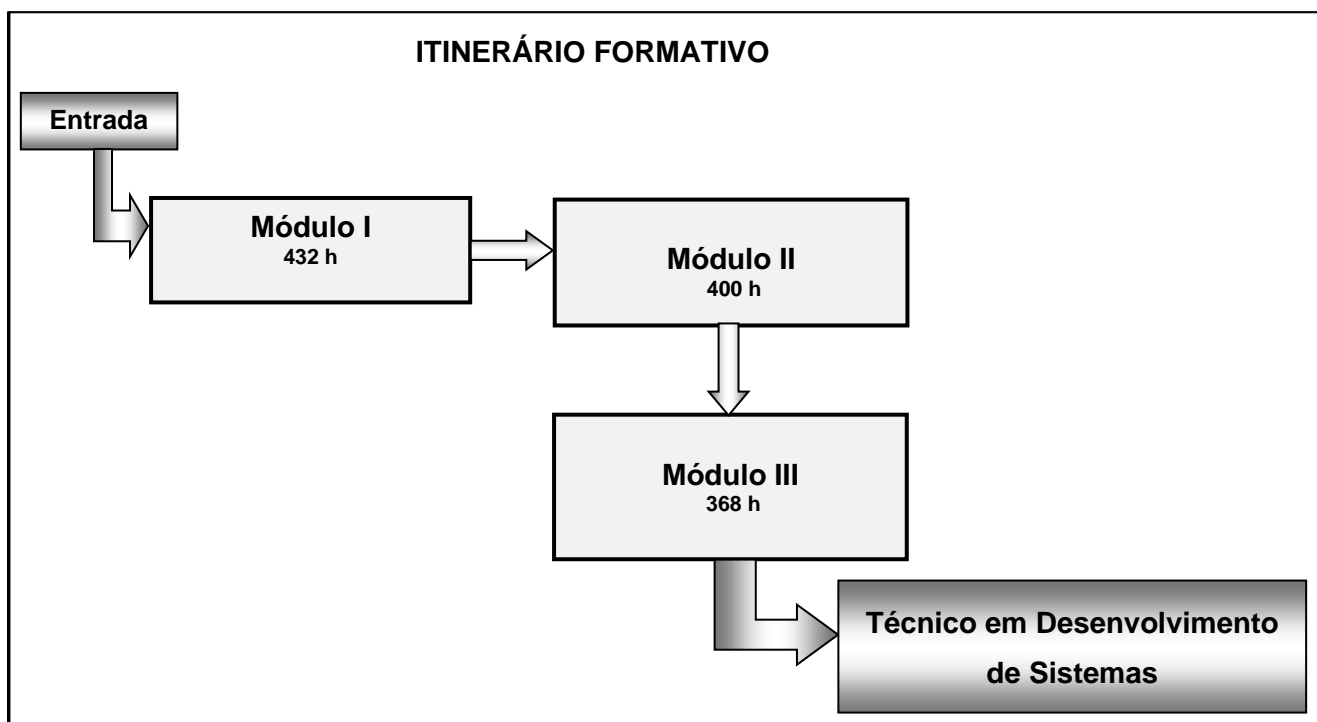 ITINERÁRIO FORMATIVO
Entrada
Módulo I
432 h
Módulo II
400 h
Módulo III
368 h
Técnico em Desenvolvimento
de Sistemas